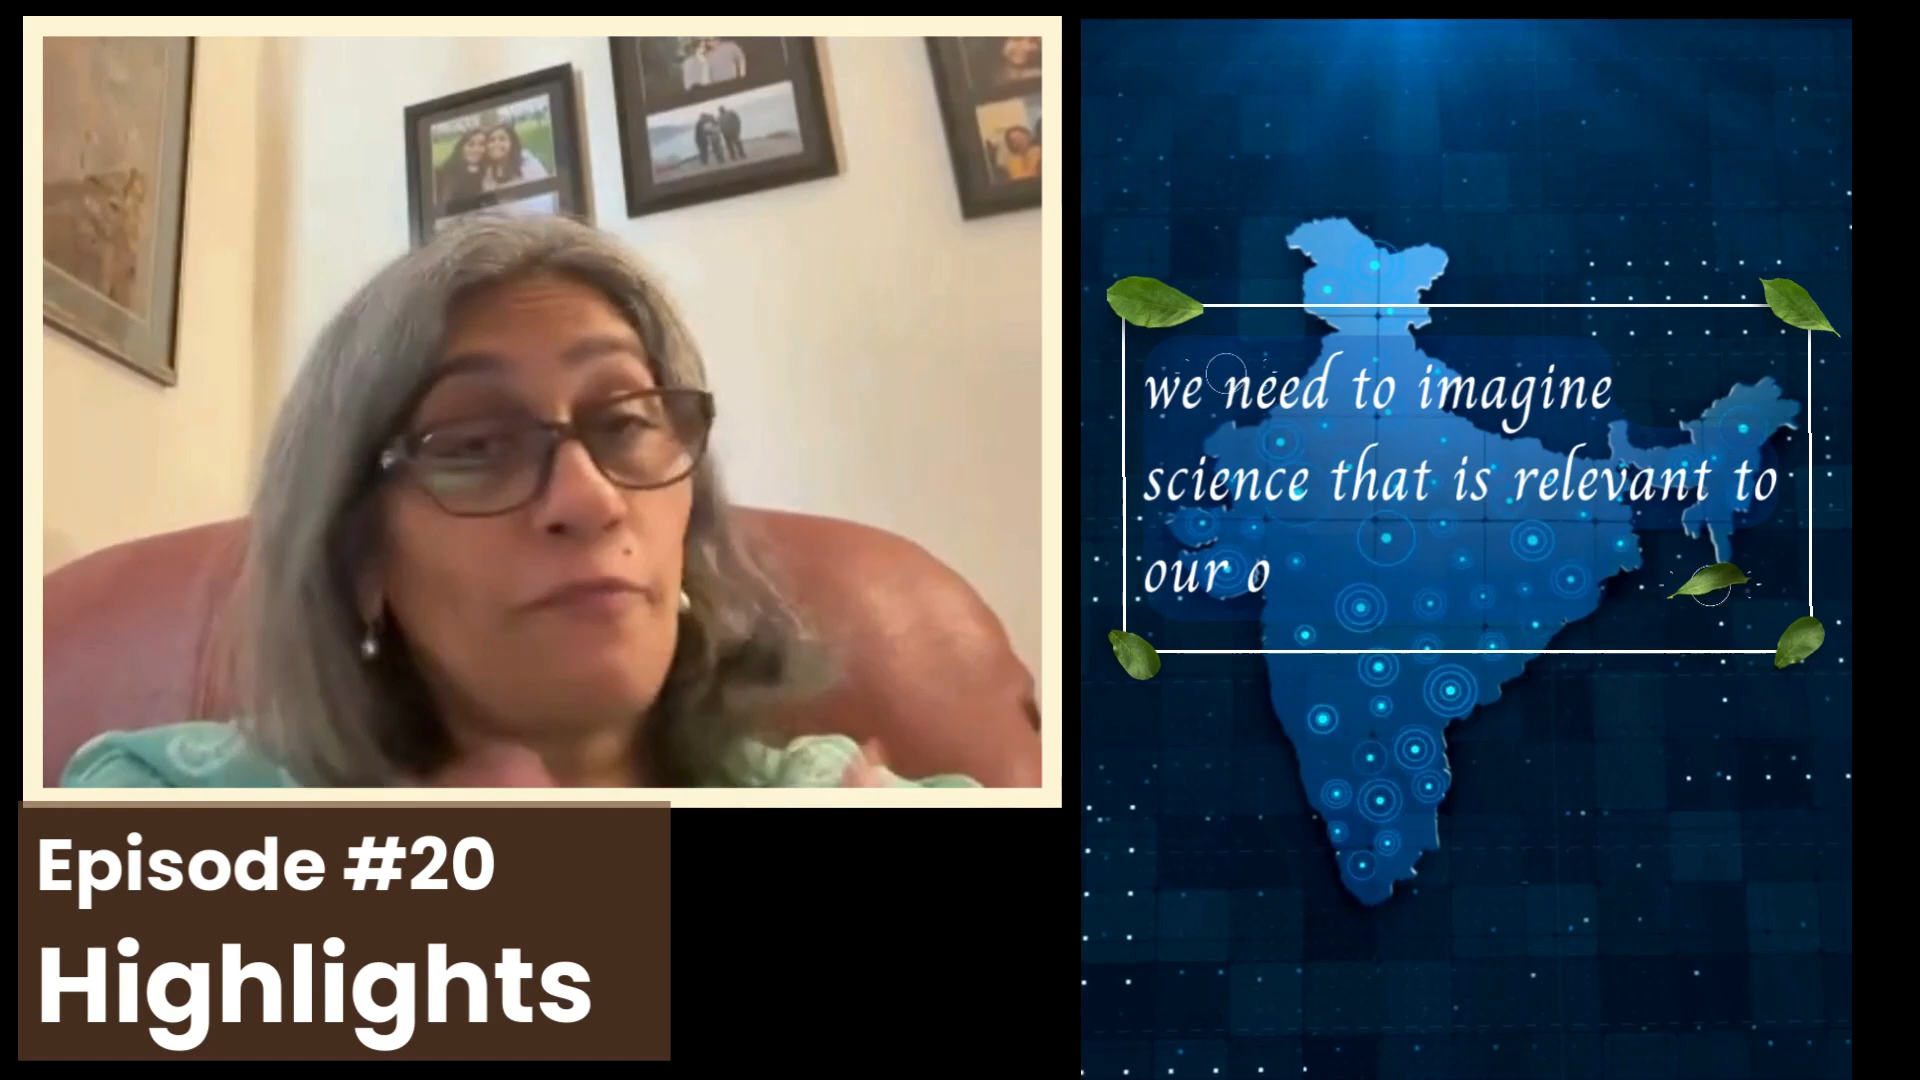 Episode #20
Highlights
we need to imagine
science that is relevant to
our o